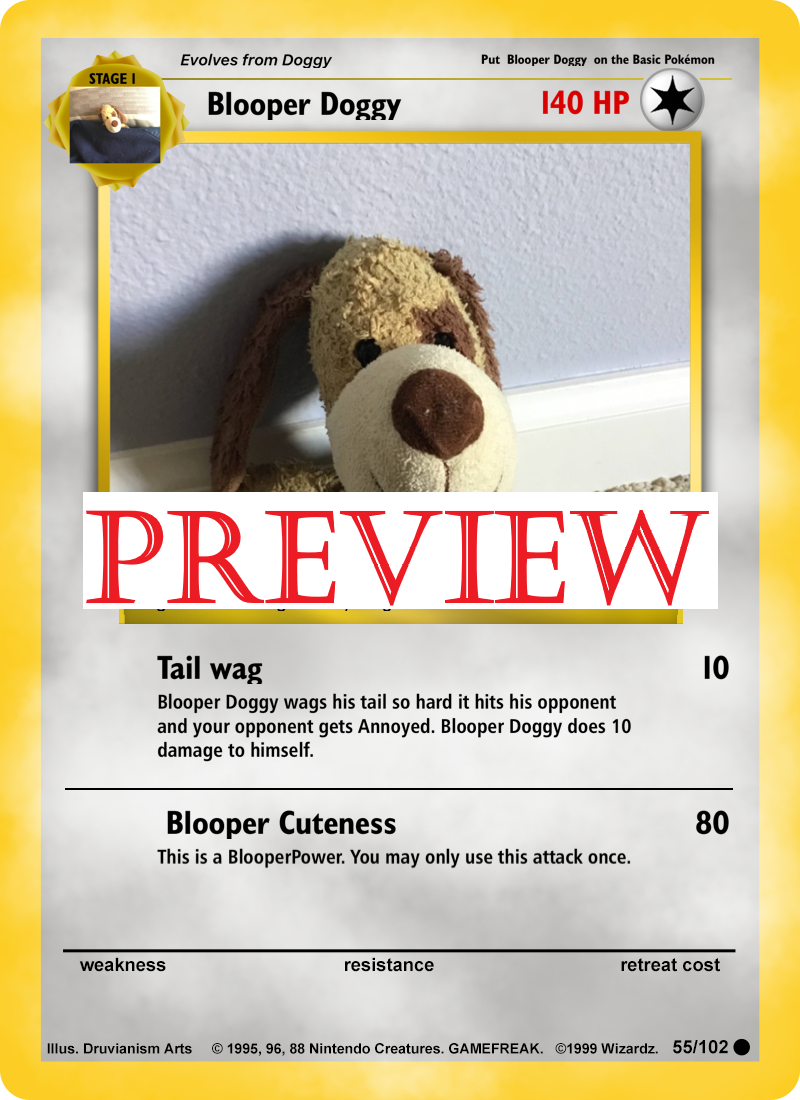 Evolves from Doggy
Put Blooper Doggy on the Basic Pokémon
STAGE 1
Blooper Doggy
140 HP
PREVIEW
Tail wag
10
Blooper Doggy wags his tail so hard it hits his opponent
and your opponent gets Annoyed. Blooper Doggy does 10
damage to himself.
Blooper Cuteness
80
This is a BlooperPower. You may only use this attack once.
weakness
resistance
retreat cost
Illus. Druvianism Arts © 1995, 96, 88 Nintendo Creatures. GAMEFREAK. ©1999 Wizardz. 55/102